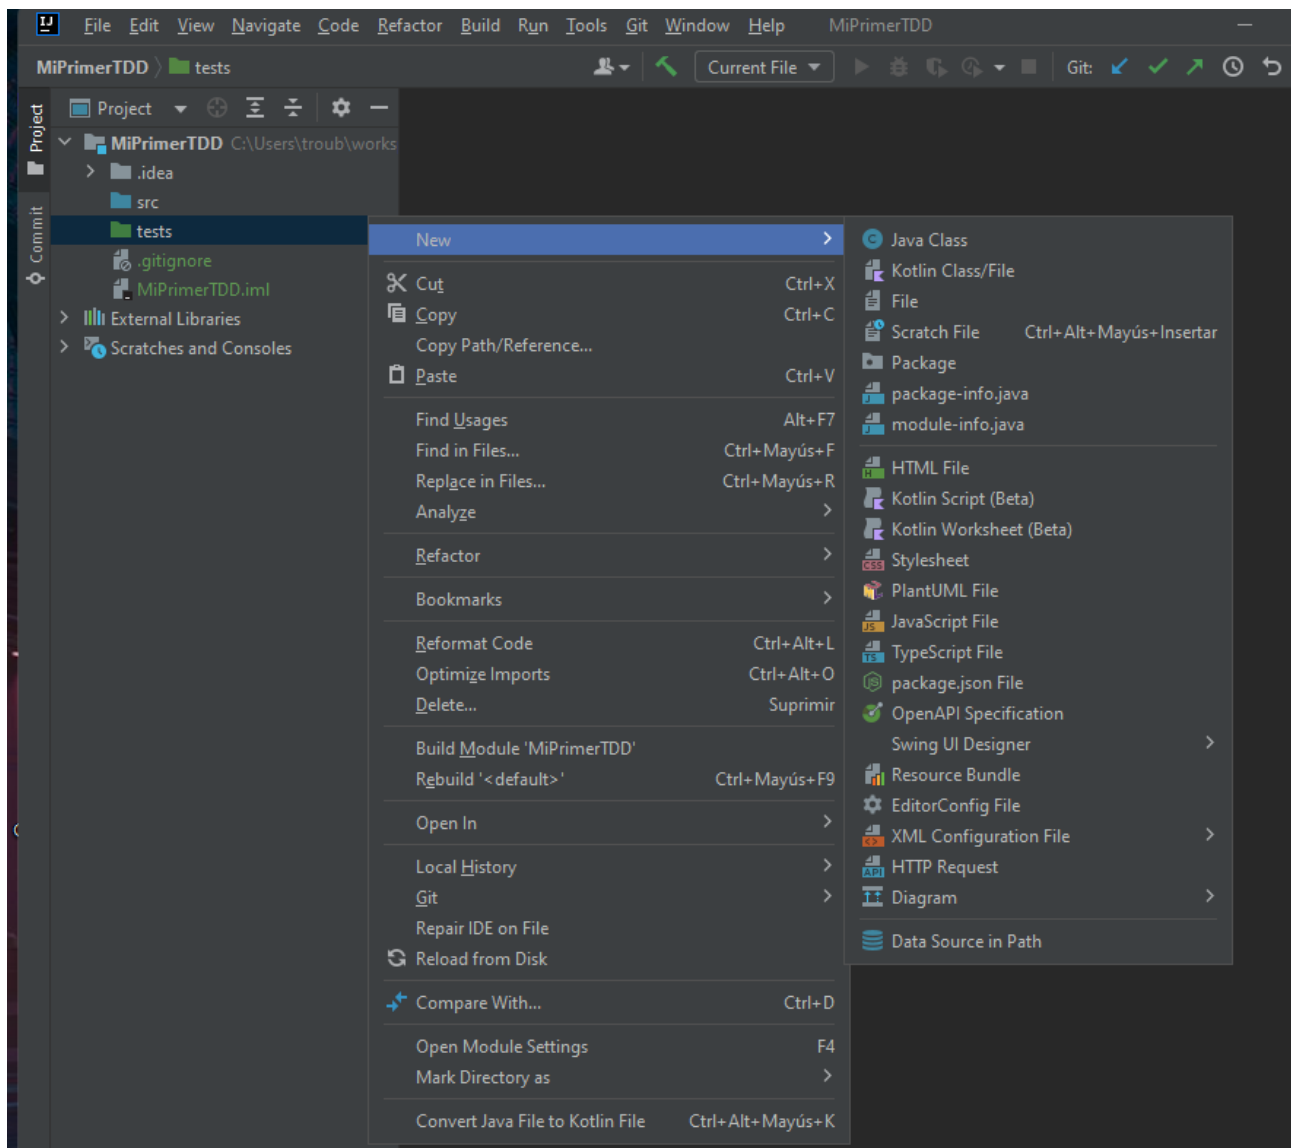 File Edit View Navigate Code Refactor Build Run Tools Git Window Help MiPrimerTDD
MiPrimerTDD tests Current File Git:
Project
Project
Commit
MiPrimerTDD C:\Users\troub\works
.idea
src
tests
.gitignore
MiPrimerTDD.iml
External Libraries
Scratches and Consoles
New
Cut Ctrl+X
Copy Ctrl+C
Copy Path/Reference...
Paste Ctrl+V
Find Usages Alt+F7
Find in Files... Ctrl+Mayús+F
Replace in Files... Ctrl+Mayús+R
Analyze
Refactor
Bookmarks
Reformat Code Ctrl+Alt+L
Optimize Imports Ctrl+Alt+O
Delete... Suprimir
Build Module 'MiPrimerTDD'
Rebuild '<default>' Ctrl+Mayús+F9
Open In
Local History
Git
Repair IDE on File
Reload from Disk
Compare With... Ctrl+D
Open Module Settings F4
Mark Directory as
Convert Java File to Kotlin File Ctrl+Alt+Mayús+K
Java Class
Kotlin Class/File
File
Scratch File Ctrl+Alt+Mayús+Insertar
Package
package-info.java
module-info.java
HTML File
Kotlin Script (Beta)
Kotlin Worksheet (Beta)
Stylesheet
PlantUML File
JavaScript File
TypeScript File
package.json File
OpenAPI Specification
Swing UI Designer
Resource Bundle
EditorConfig File
XML Configuration File
HTTP Request
Diagram
Data Source in Path